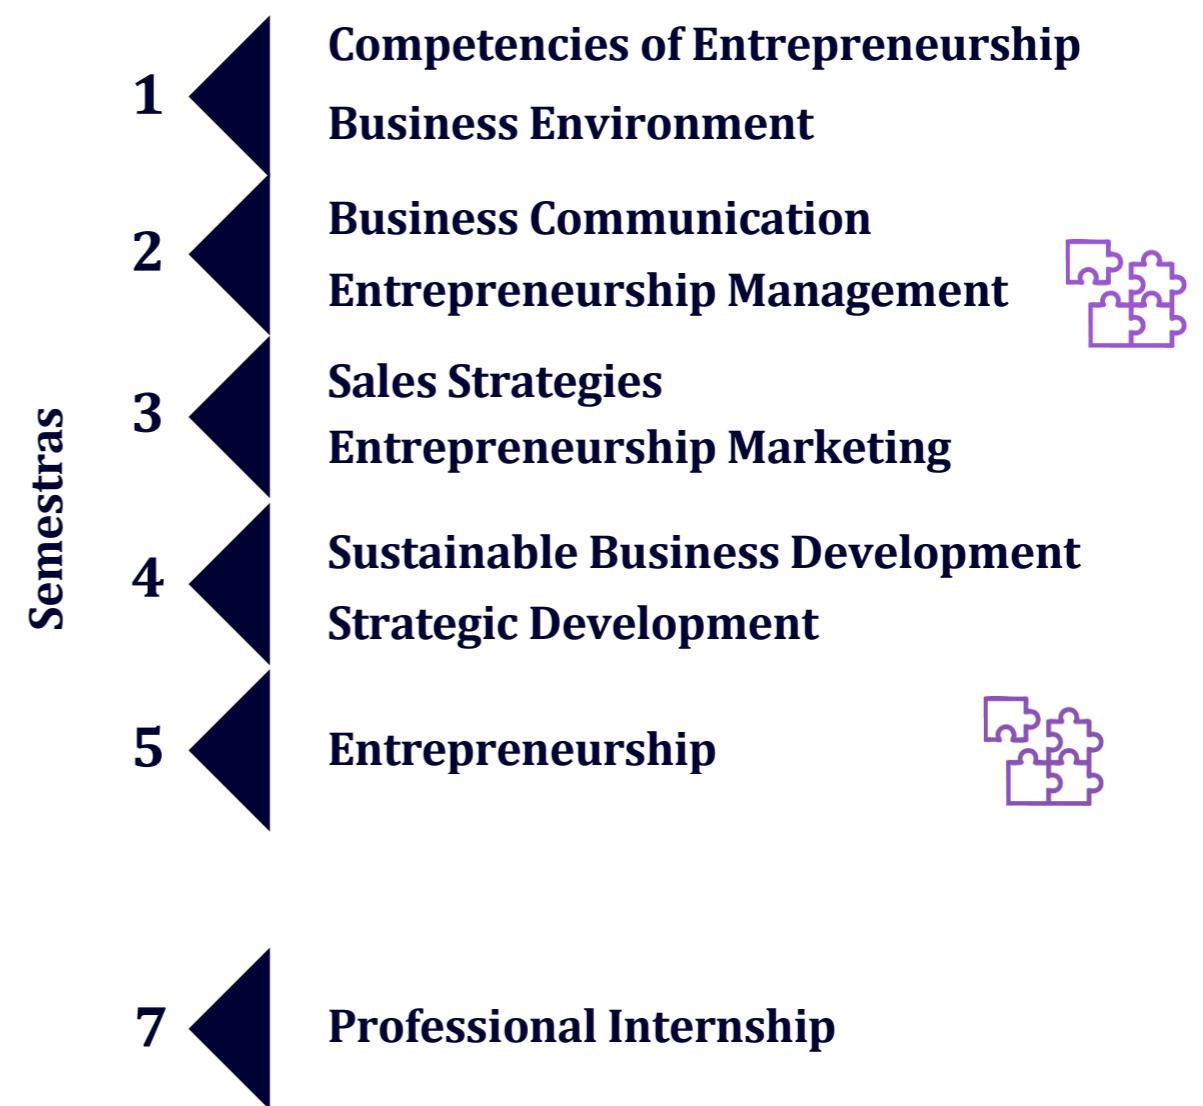 Semestras
1
Competencies of Entrepreneurship
Business Environment
2
Business Communication
Entrepreneurship Management
3
Sales Strategies
Entrepreneurship Marketing
4
Sustainable Business Development
Strategic Development
5
Entrepreneurship
7
Professional Internship